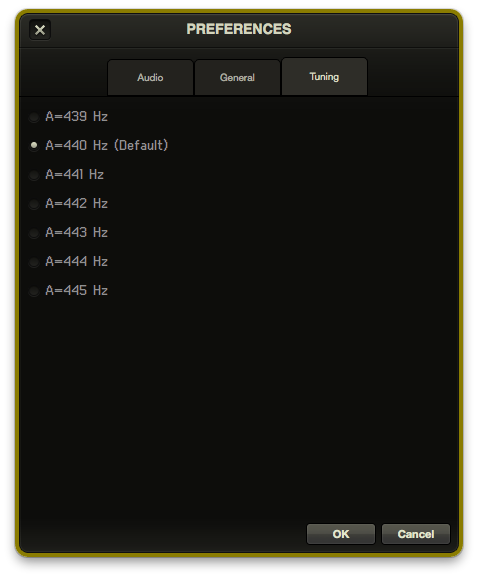 PREFERENCES
Audio General Tuning
A=439 Hz
A=440 Hz (Default)
A=441 Hz
A=442 Hz
A=443 Hz
A=444 Hz
A=445 Hz
OK Cancel